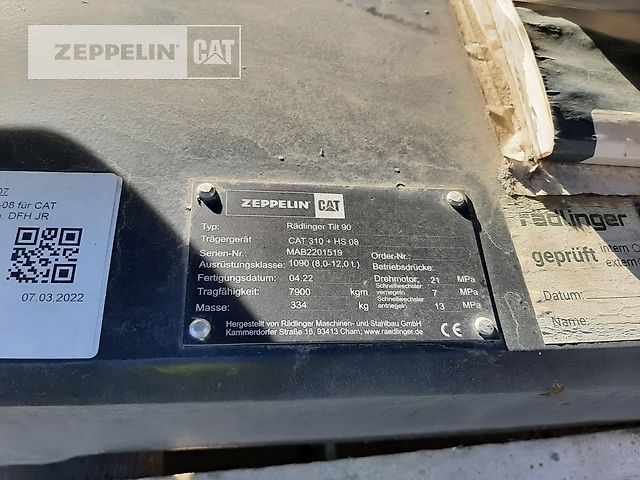 ZEPPELIN CAT
07
-08 für CAT
DFH JR
07.03.2022
ZEPPELIN CAT
Typ: Rädlinger Tilt 90
Trägergerät CAT 310 + HS 08
Serien-Nr.: MAB2201519 Order-Nr.:
Ausrüstungsklasse: 1090 (8,0-12,0 t.) Betriebsdrücke:
Fertigungsdatum: 04.22 Drehmotor: 21 MPa
Tragfähigkeit: 7900 kgm Schnellwechsler verriegeln: MPa
Masse: 334 kg Schnellwechsler entriegeln: 13 MPa
Hergestellt von Rädlinger Maschinen- und Stahlbau GmbH
Kammerdorfer Straße 16, 93413 Cham, www.raedlinger.de
CE
rädlinger
geprüft intern
extern
Datum:
Name: